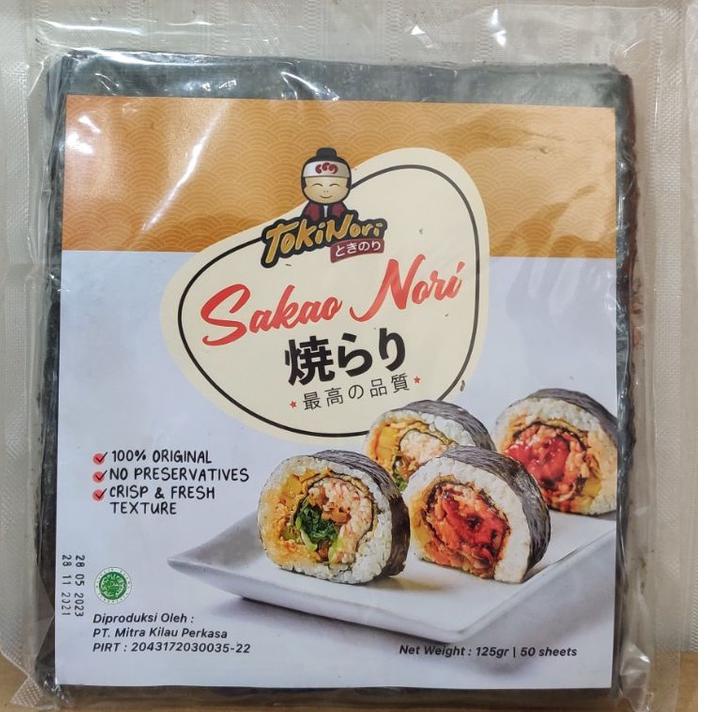 TokiNori
ときのり
Sakao Nori
焼らり
最高の品質
100% ORIGINAL
NO PRESERVATIVES
CRISP & FRESH
TEXTURE
28 05 2023
28 11 2021
Diproduksi Oleh :
PT. Mitra Kilau Perkasa
PIRT : 2043172030035-22
Net Weight : 125gr | 50 sheets